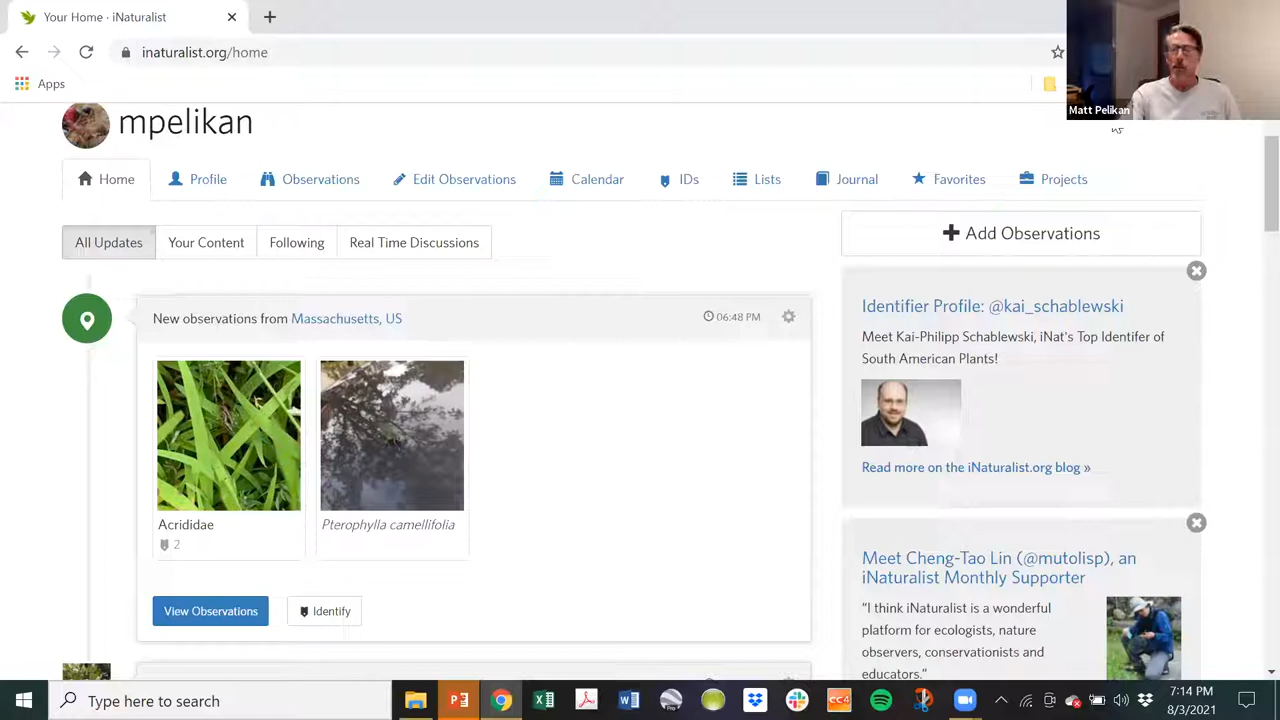 Your Home · iNaturalist
inaturalist.org/home
Apps
Matt Pelikan
mpelikan
Home Profile Observations Edit Observations Calendar IDs Lists Journal Favorites Projects
All Updates Your Content Following Real Time Discussions
Add Observations
New observations from Massachusetts, US 06:48 PM
Acrididae
2
Pterophylla camellifolia
View Observations Identify
Identifier Profile: @kai_schablewski
Meet Kai-Philipp Schablewski, iNat's Top Identifer of
South American Plants!
Read more on the iNaturalist.org blog »
Meet Cheng-Tao Lin (@mutolisp), an
iNaturalist Monthly Supporter
“I think iNaturalist is a wonderful
platform for ecologists, nature
observers, conservationists and
educators.”
Type here to search
CC4
7:14 PM
8/3/2021